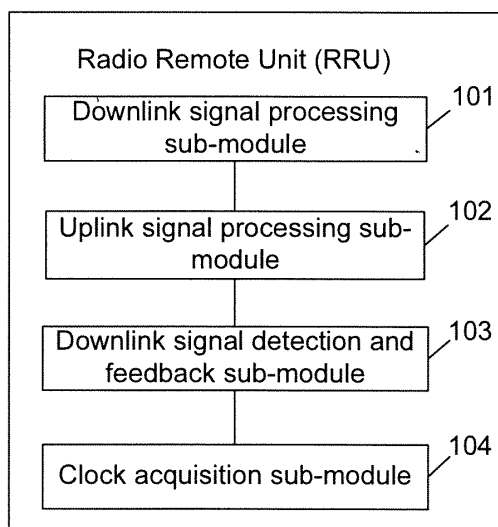 Radio Remote Unit (RRU)
101
Downlink signal processing
sub-module
102
Uplink signal processing sub-
module
103
Downlink signal detection and
feedback sub-module
104
Clock acquisition sub-module